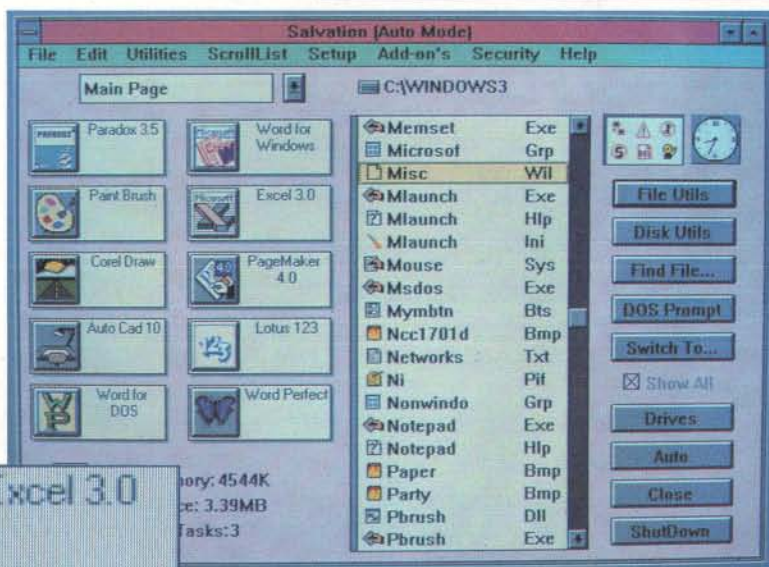 Salvation (Auto Mode)
File Edit Utilities ScrollList Setup Add-on's Security Help
Main Page
C:\WINDOWS3
PARADOX
Paradox 3.5
Microsoft
Word for
Windows
Paint Brush
Microsoft
Excel 3.0
Corel Draw
PageMaker
4.0
Auto Cad 10
Lotus 123
Word for
DOS
Word Perfect
Memset Exe
Microsof Grp
Misc Wil
Mlaunch Exe
Mlaunch Hlp
Mlaunch Ini
Mouse Sys
Msdos Exe
Mymbtn Bts
Ncc1701d Bmp
Networks Txt
Ni Pif
Nonwindo Grp
Notepad Exe
Notepad Hlp
Paper Bmp
Party Bmp
Pbrush Dll
Pbrush Exe
File Utils
Disk Utils
Find File...
DOS Prompt
Switch To...
Show All
Drives
Auto
Close
ShutDown
ory: 4544K
ce: 3.39MB
Tasks:3
xcel 3.0